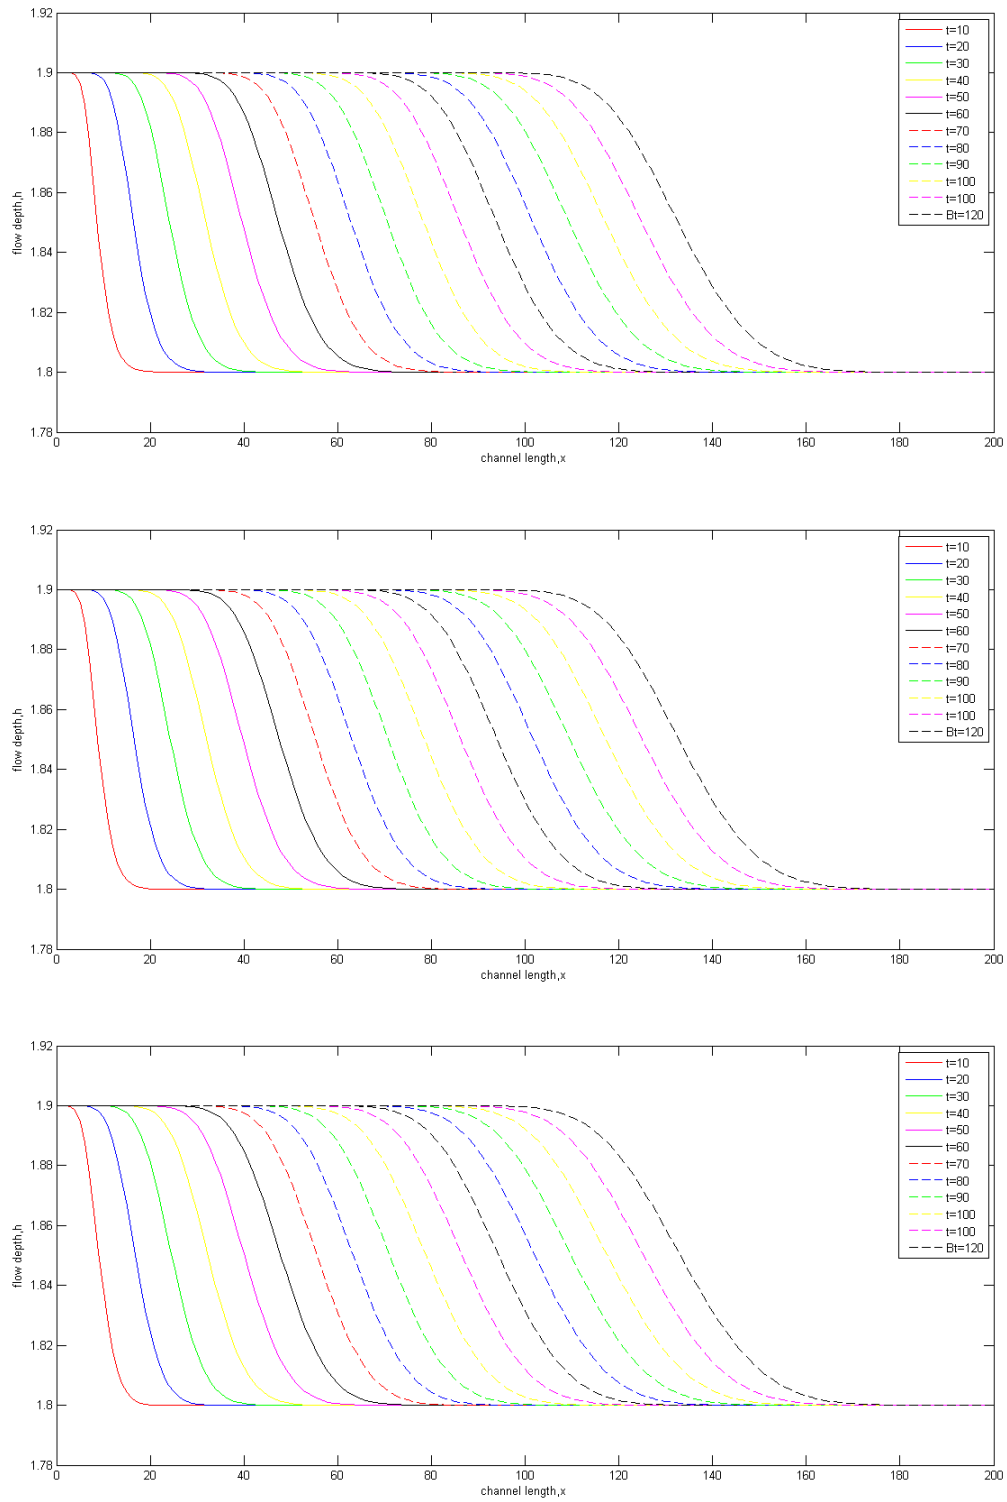 1.92
1.9
1.88
1.86
1.84
1.82
1.8
1.78
flow depth,h
0 20 40 60 80 100 120 140 160 180 200
channel length,x
t=10
t=20
t=30
t=40
t=50
t=60
t=70
t=80
t=90
t=100
t=100
Bt=120
1.92
1.9
1.88
1.86
1.84
1.82
1.8
1.78
flow depth,h
0 20 40 60 80 100 120 140 160 180 200
channel length,x
t=10
t=20
t=30
t=40
t=50
t=60
t=70
t=80
t=90
t=100
t=100
Bt=120
1.92
1.9
1.88
1.86
1.84
1.82
1.8
1.78
flow depth,h
0 20 40 60 80 100 120 140 160 180 200
channel length,x
t=10
t=20
t=30
t=40
t=50
t=60
t=70
t=80
t=90
t=100
t=100
Bt=120